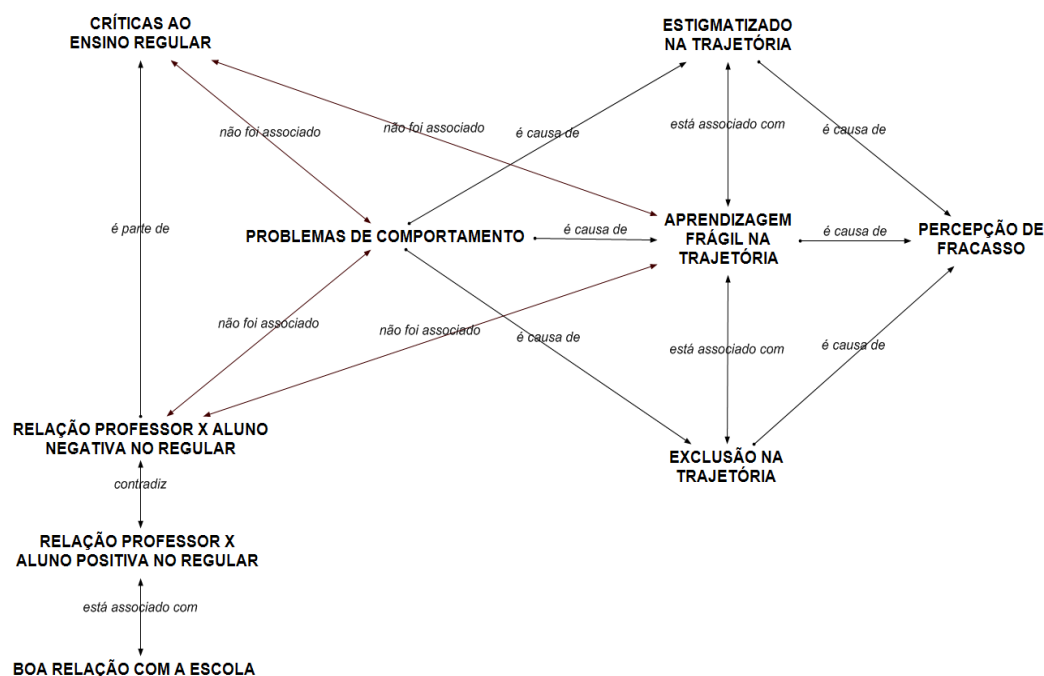 CRÍTICAS AO
ENSINO REGULAR
ESTIGMATIZADO
NA TRAJETÓRIA
não foi associado
não foi associado
é causa de
está associado com
é causa de
é parte de
PROBLEMAS DE COMPORTAMENTO
é causa de
APRENDIZAGEM
FRÁGIL NA
TRAJETÓRIA
é causa de
PERCEPÇÃO DE
FRACASSO
não foi associado
não foi associado
é causa de
está associado com
é causa de
RELAÇÃO PROFESSOR X ALUNO
NEGATIVA NO REGULAR
EXCLUSÃO NA
TRAJETÓRIA
contradiz
RELAÇÃO PROFESSOR X
ALUNO POSITIVA NO REGULAR
está associado com
BOA RELAÇÃO COM A ESCOLA